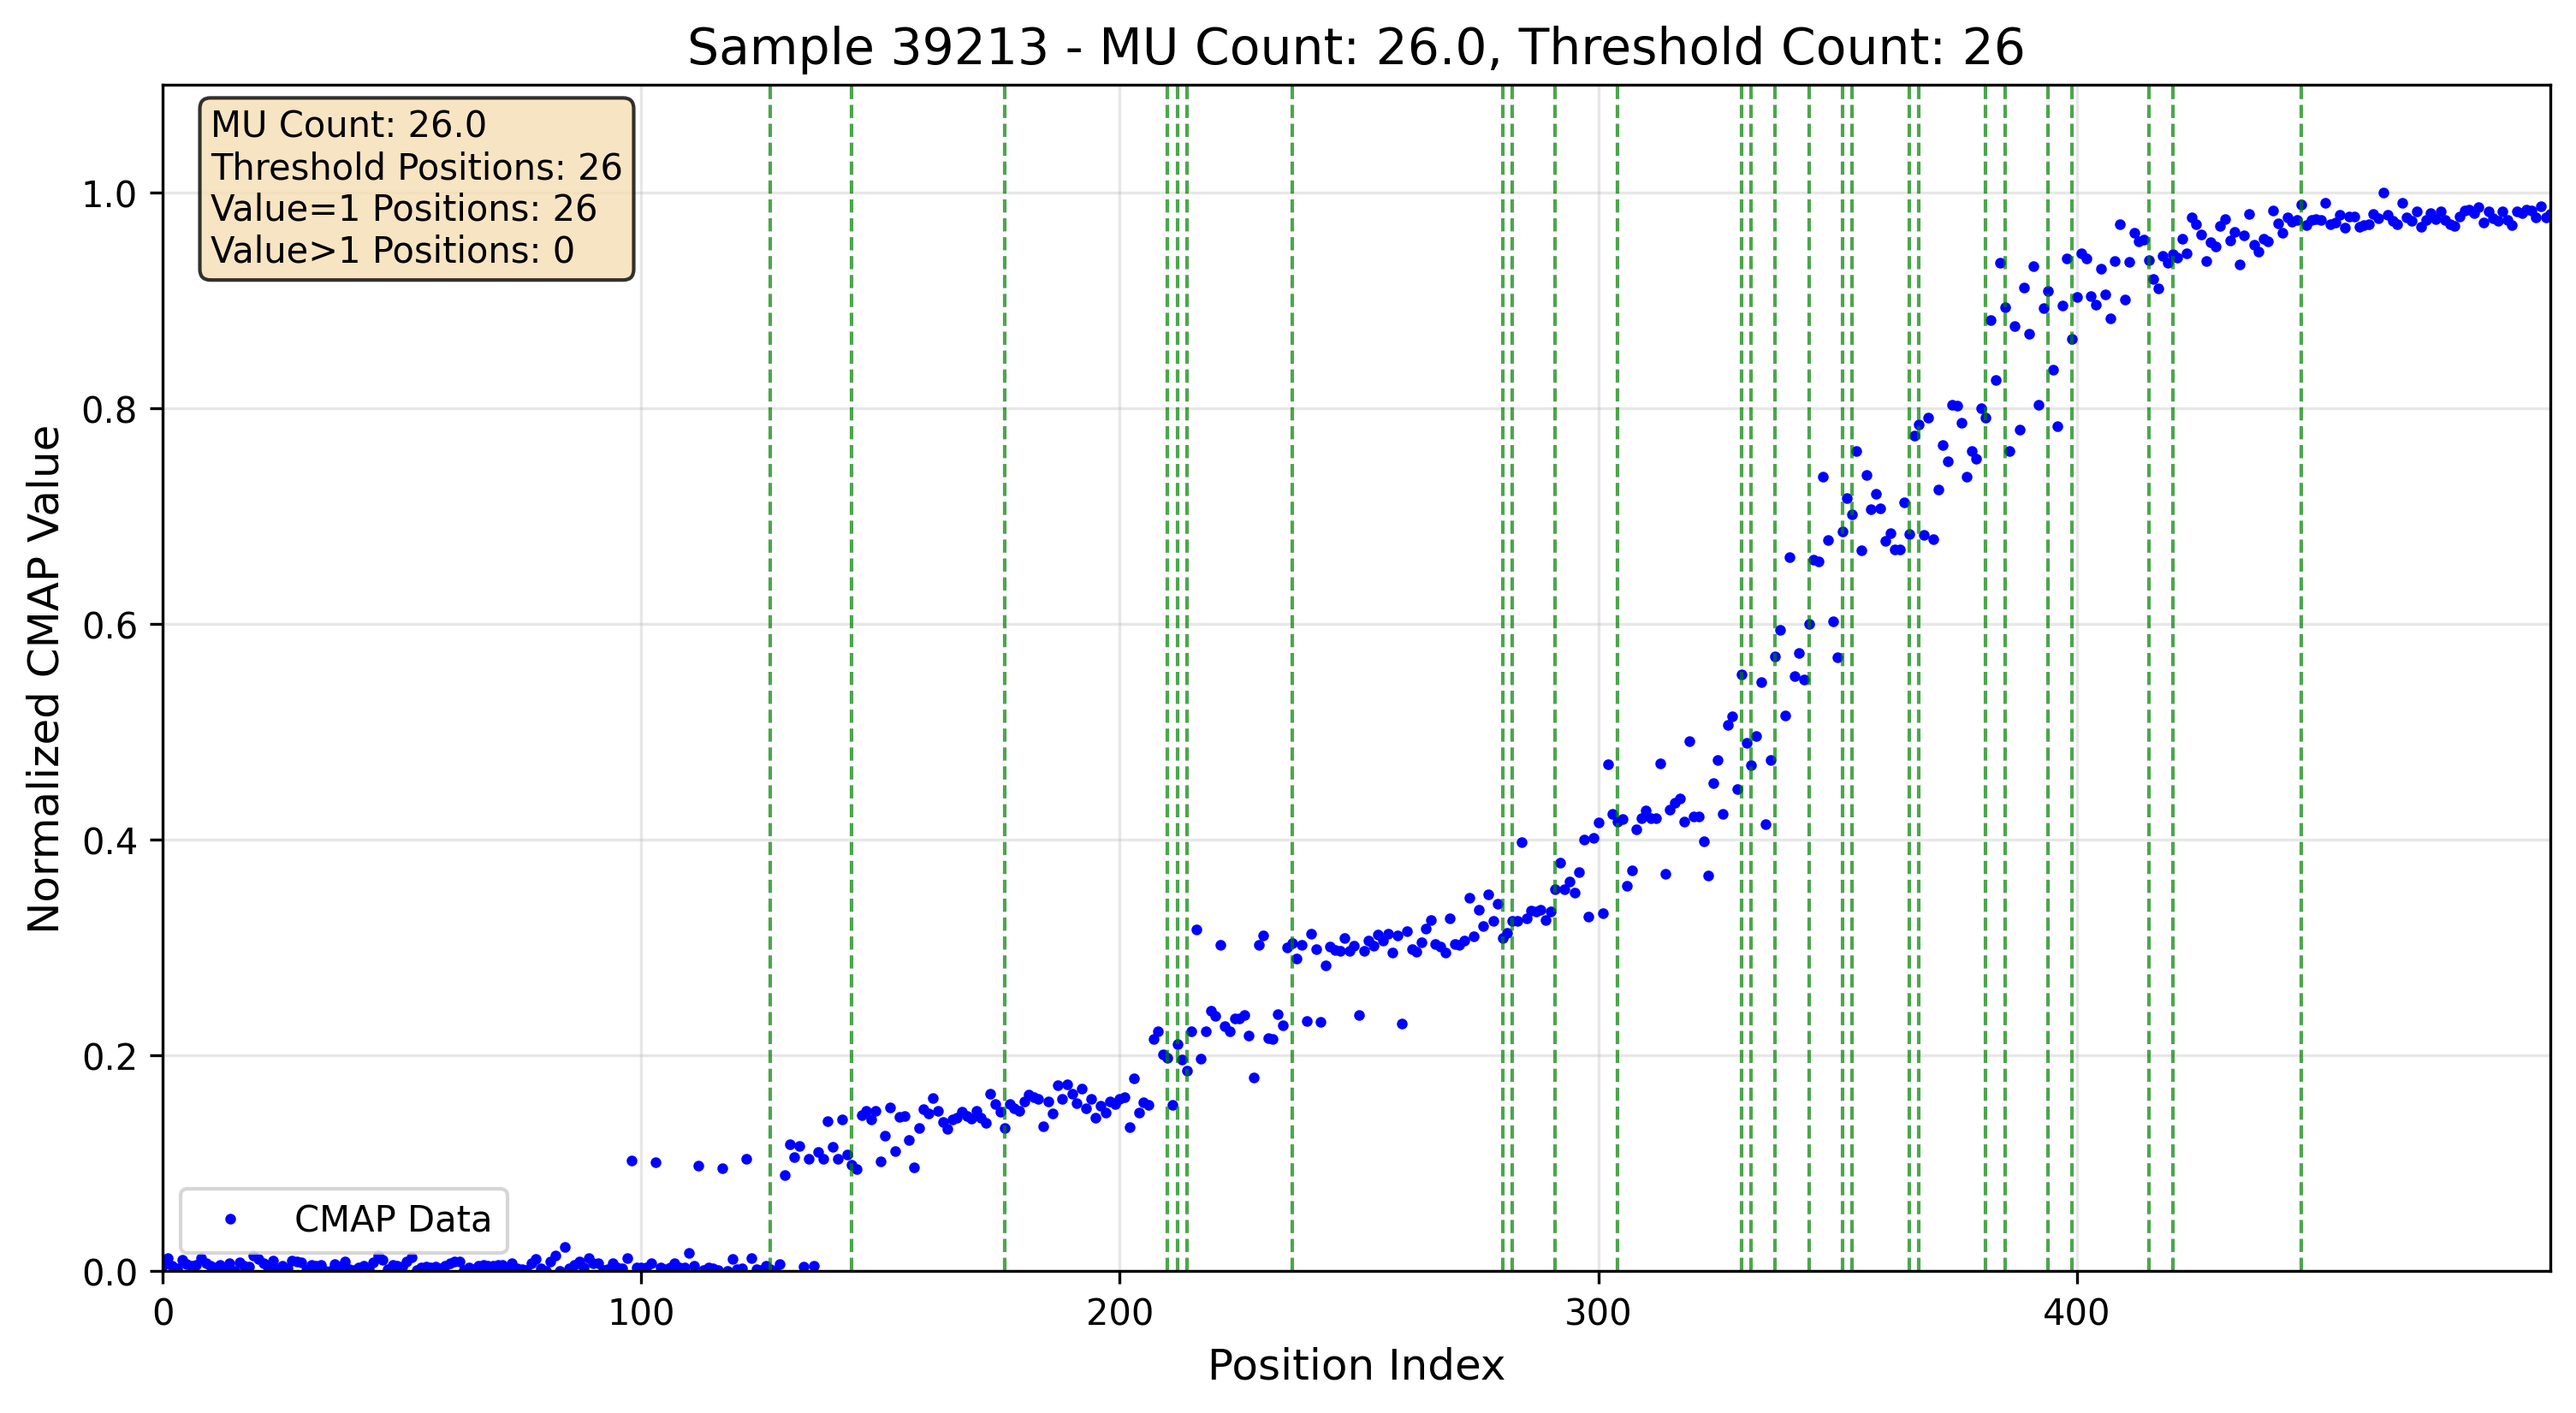 Sample 39213 - MU Count: 26.0, Threshold Count: 26
MU Count: 26.0
Threshold Positions: 26
Value=1 Positions: 26
Value>1 Positions: 0
Normalized CMAP Value
1.0
0.8
0.6
0.4
0.2
0.0
CMAP Data
0 100 200 300 400
Position Index